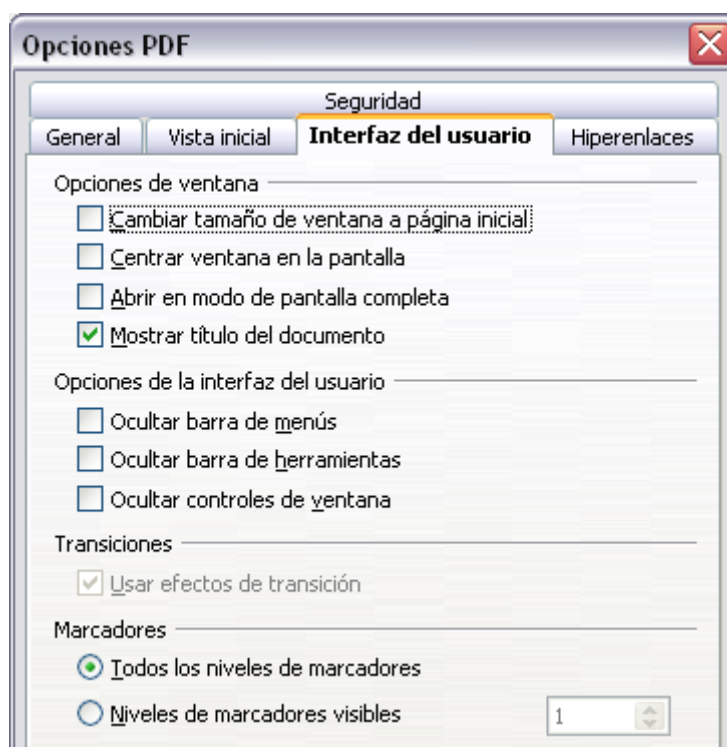 Opciones PDF
Seguridad
General Vista inicial Interfaz del usuario Hiperenlaces
Opciones de ventana
Cambiar tamaño de ventana a página inicial
Centrar ventana en la pantalla
Abrir en modo de pantalla completa
Mostrar título del documento
Opciones de la interfaz del usuario
Ocultar barra de menús
Ocultar barra de herramientas
Ocultar controles de ventana
Transiciones
Usar efectos de transición
Marcadores
Todos los niveles de marcadores
Niveles de marcadores visibles 1